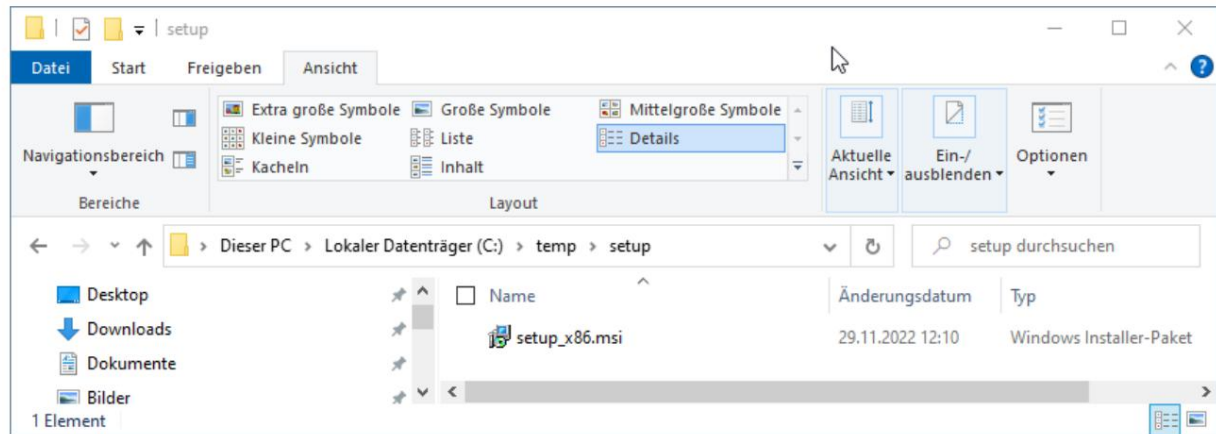 setup
Datei Start Freigeben Ansicht
Extra große Symbole Große Symbole Mittelgroße Symbole
Kleine Symbole Liste Details
Kacheln Inhalt
Navigationsbereich
Aktuelle Ansicht
Ein-/ausblenden
Optionen
Bereiche Layout
Dieser PC > Lokaler Datenträger (C:) > temp > setup
setup durchsuchen
Desktop
Downloads
Dokumente
Bilder
Name Änderungsdatum Typ
setup_x86.msi 29.11.2022 12:10 Windows Installer-Paket
1 Element